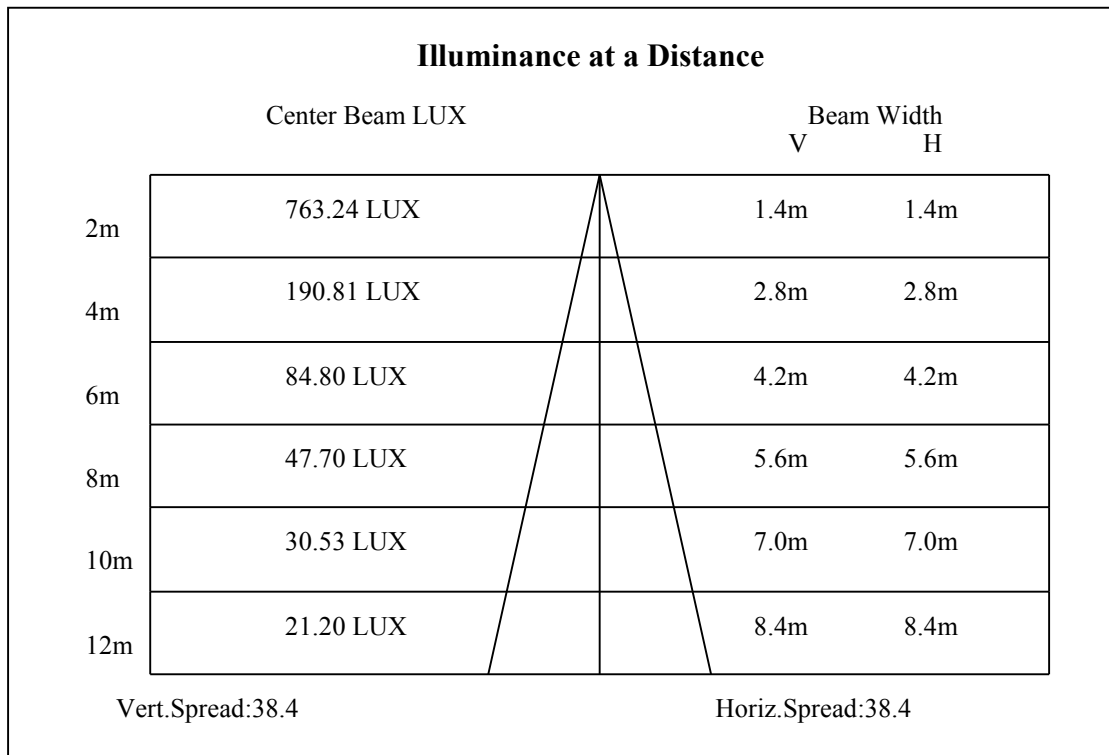 Illuminance at a Distance
Center Beam LUX Beam Width
V H
2m 763.24 LUX 1.4m 1.4m
4m 190.81 LUX 2.8m 2.8m
6m 84.80 LUX 4.2m 4.2m
8m 47.70 LUX 5.6m 5.6m
10m 30.53 LUX 7.0m 7.0m
12m 21.20 LUX 8.4m 8.4m
Vert.Spread:38.4 Horiz.Spread:38.4